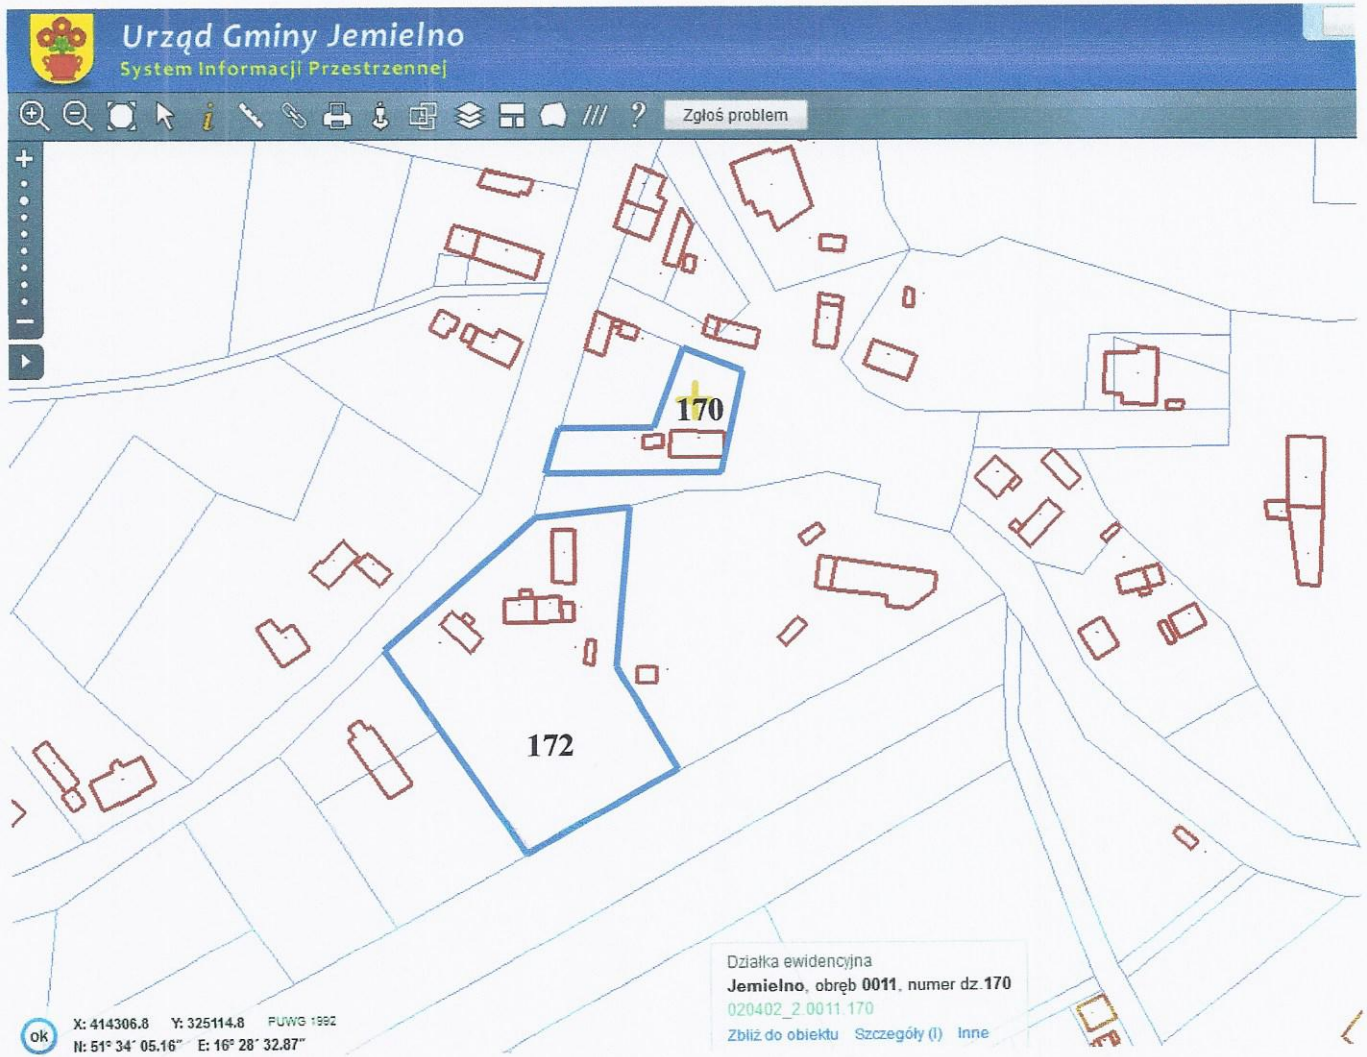 Urząd Gminy Jemielno
System Informacji Przestrzennej
Zgłoś problem
170
172
Działka ewidencyjna
Jemielno, obręb 0011, numer dz.170
020402_2.0011.170
Zbliż do obiektu Szczegóły (I) Inne
ok
X: 414306.8 Y: 325114.8 PUWG 1992
N: 51° 34' 05.16" E: 16° 28' 32.87"